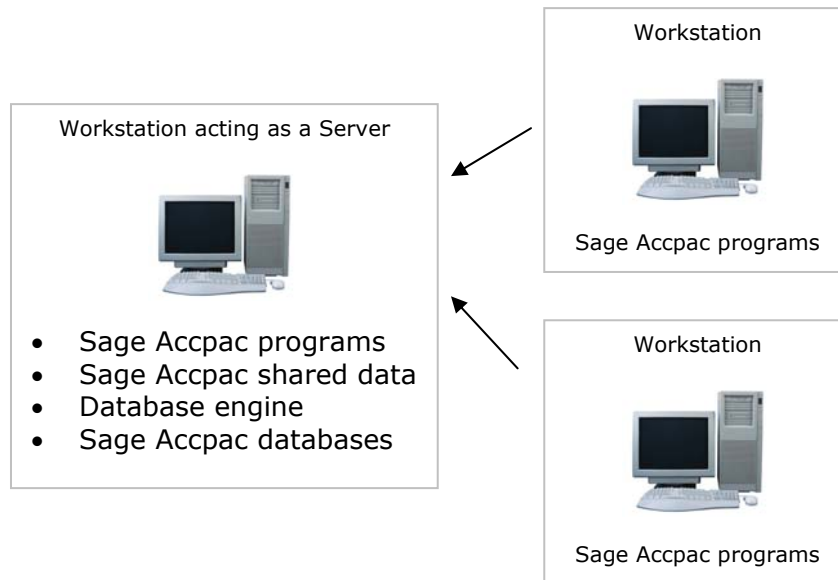 Workstation acting as a Server
• Sage Accpac programs
• Sage Accpac shared data
• Database engine
• Sage Accpac databases
Workstation
Sage Accpac programs
Workstation
Sage Accpac programs